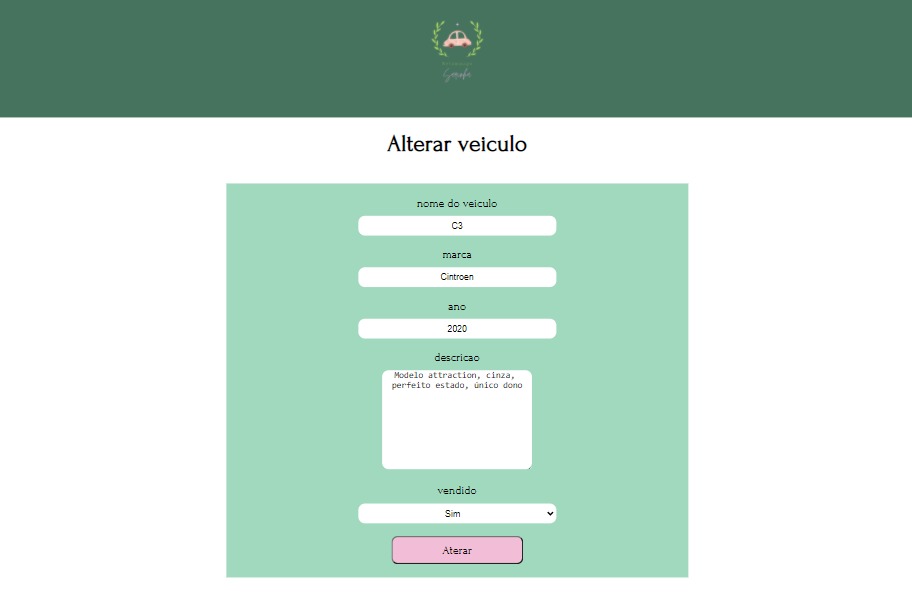 Alterar veiculo
nome do veiculo
C3
marca
Cintroen
ano
2020
descricao
Modelo attraction, cinza,
perfeito estado, único dono
vendido
Sim
Aterar